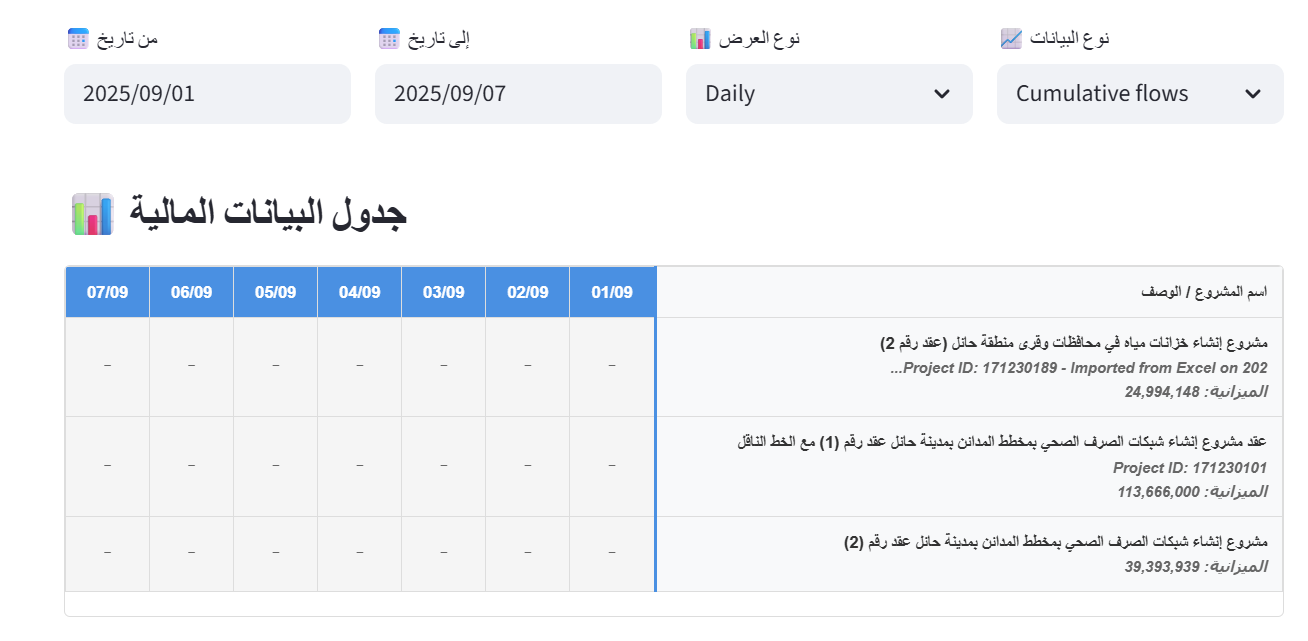 من تاريخ
إلى تاريخ
نوع العرض
نوع البيانات
2025/09/01
2025/09/07
Daily
Cumulative flows
جدول البيانات المالية
اسم المشروع / الوصف
01/09
02/09
03/09
04/09
05/09
06/09
07/09
مشروع إنشاء خزانات مياه في محافظات وقرى منطقة حائل (عقد رقم 2)
Project ID: 171230189 - Imported from Excel on 202...
الميزانية: 24,994,148
– – – – – – –
عقد مشروع إنشاء شبكات الصرف الصحي بمخطط المدائن بمدينة حائل عقد رقم (1) مع الخط الناقل
Project ID: 171230101
الميزانية: 113,666,000
– – – – – – –
مشروع إنشاء شبكات الصرف الصحي بمخطط المدائن بمدينة حائل عقد رقم (2)
الميزانية: 39,393,939
– – – – – – –